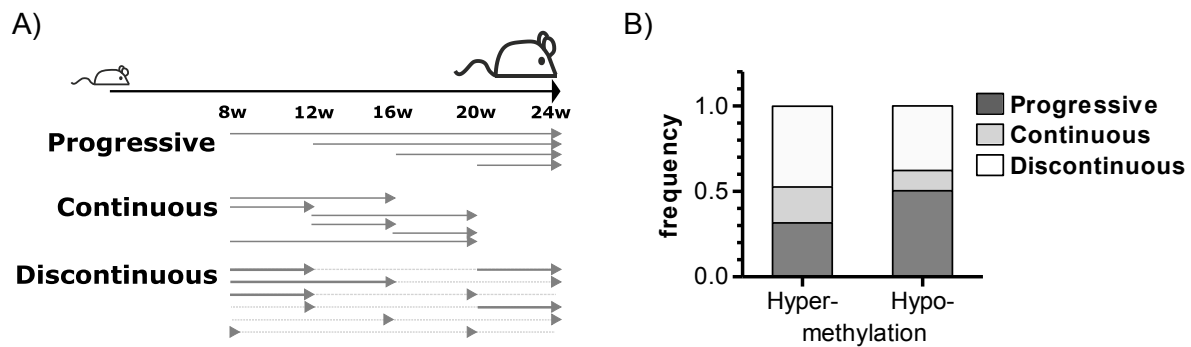 A)
8w 12w 16w 20w 24w
Progressive
Continuous
Discontinuous
B)
frequency
1.0
0.5
0.0
Hyper- Hypo-
methylation
Progressive
Continuous
Discontinuous